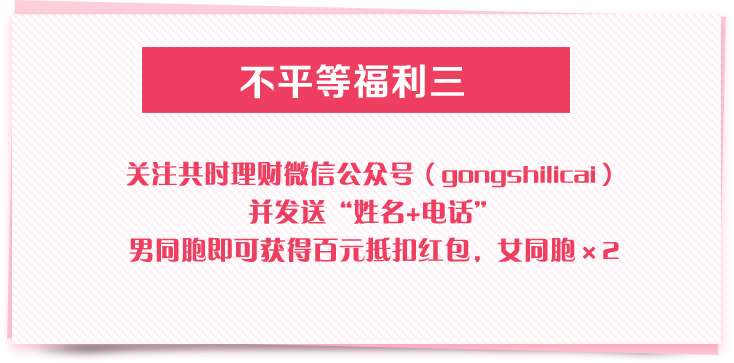 不平等福利三
关注共时理财微信公众号（gongshilicai）
并发送“姓名+电话”
男同胞即可获得百元抵扣红包，女同胞×2